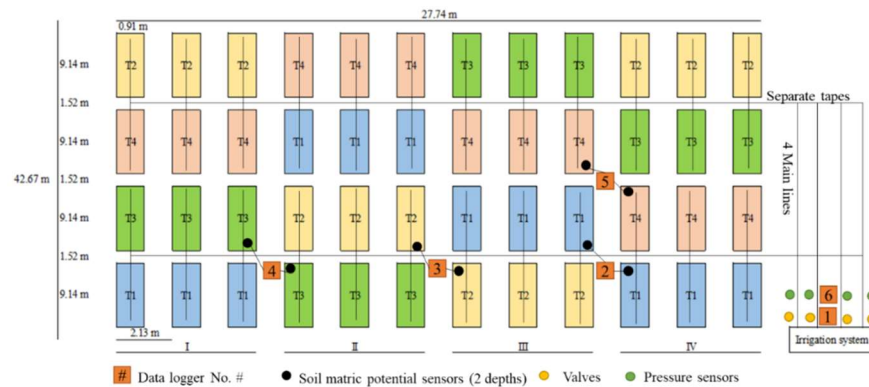 27.74 m
0.91 m
9.14 m T2 T2 T2 T4 T4 T4 T3 T3 T3 T2 T2 T2
1.52 m Separate tapes
9.14 m T4 T4 T4 T1 T1 T1 T4 T4 T4 T3 T3 T3
42.67 m 1.52 m 5 4 Main lines
9.14 m T3 T3 T3 T2 T2 T2 T1 T1 T1 T4 T4 T4
1.52 m 4 3 2
9.14 m T1 T1 T1 T3 T3 T3 T2 T2 T2 T1 T1 T1 6
1
2.13 m Irrigation system
I II III IV
# Data logger No. # Soil matric potential sensors (2 depths) Valves Pressure sensors